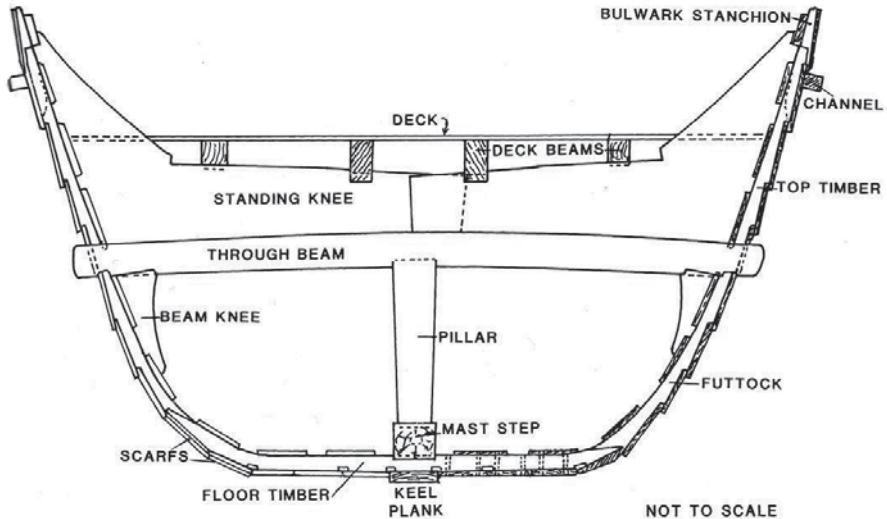 BULWARK STANCHION
CHANNEL
DECK
DECK BEAMS
STANDING KNEE
TOP TIMBER
THROUGH BEAM
BEAM KNEE
PILLAR
FUTTOCK
MAST STEP
SCARFS
FLOOR TIMBER
KEEL
PLANK
NOT TO SCALE